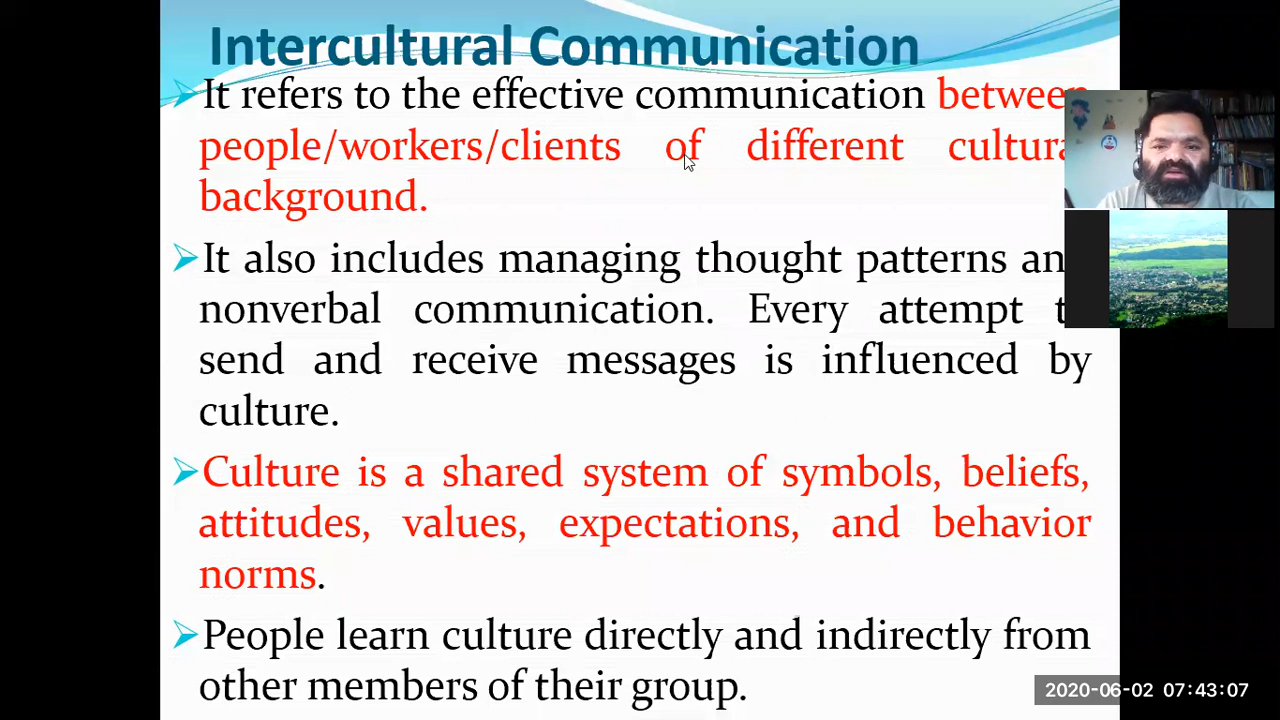 Intercultural Communication
It refers to the effective communication between
people/workers/clients of different cultura
background.
It also includes managing thought patterns an
nonverbal communication. Every attempt t
send and receive messages is influenced by
culture.
Culture is a shared system of symbols, beliefs,
attitudes, values, expectations, and behavior
norms.
People learn culture directly and indirectly from
other members of their group.
2020-06-02 07:43:07